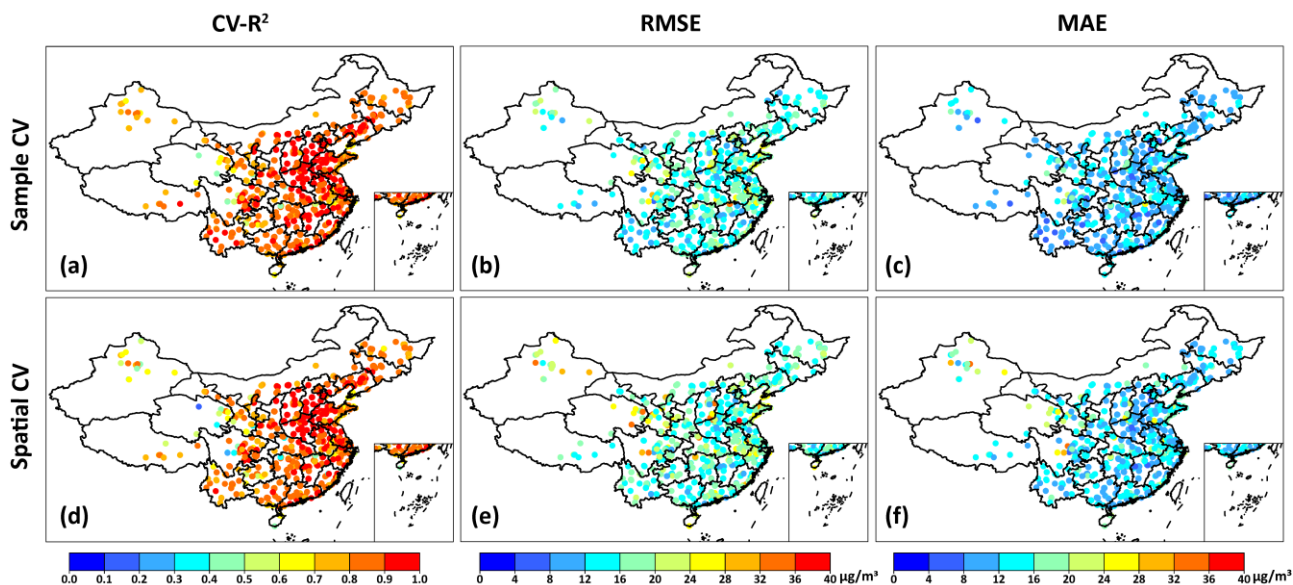 CV-R² RMSE MAE
Sample CV
(a) (b) (c)
Spatial CV
(d) (e) (f)
0.0 0.1 0.2 0.3 0.4 0.5 0.6 0.7 0.8 0.9 1.0
0 4 8 12 16 20 24 28 32 36 40 µg/m³
0 4 8 12 16 20 24 28 32 36 40 µg/m³